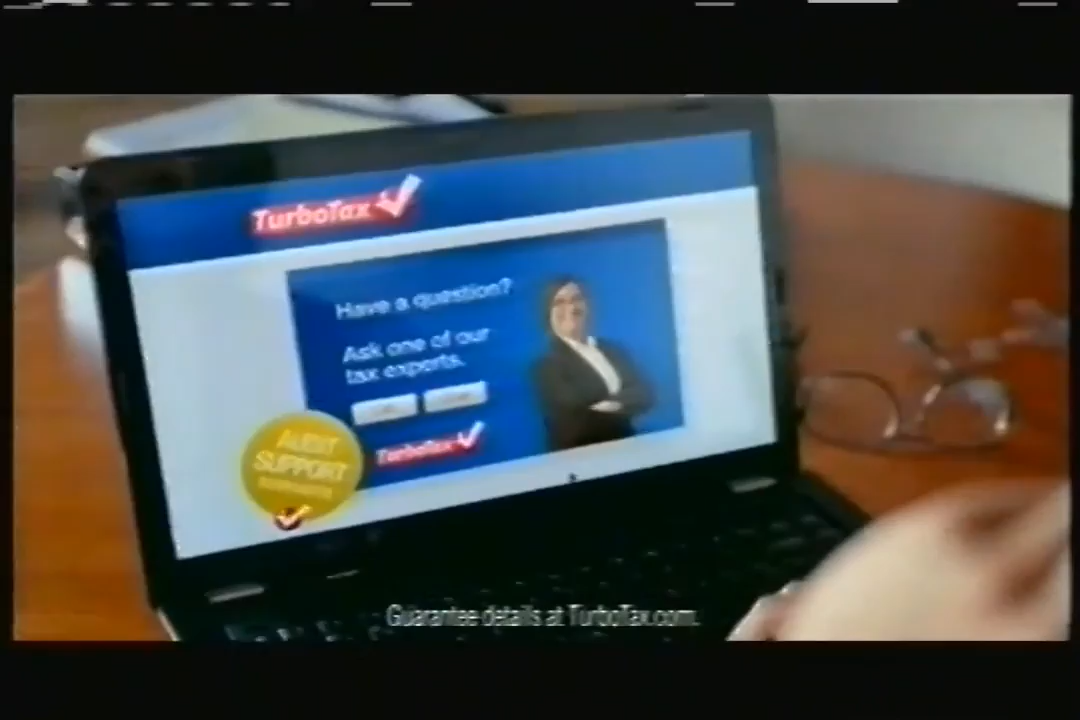 TurboTax
Have a question?
Ask one of our
tax experts.
TurboTax
AUDIT
SUPPORT
Guarantee details at TurboTax.com.